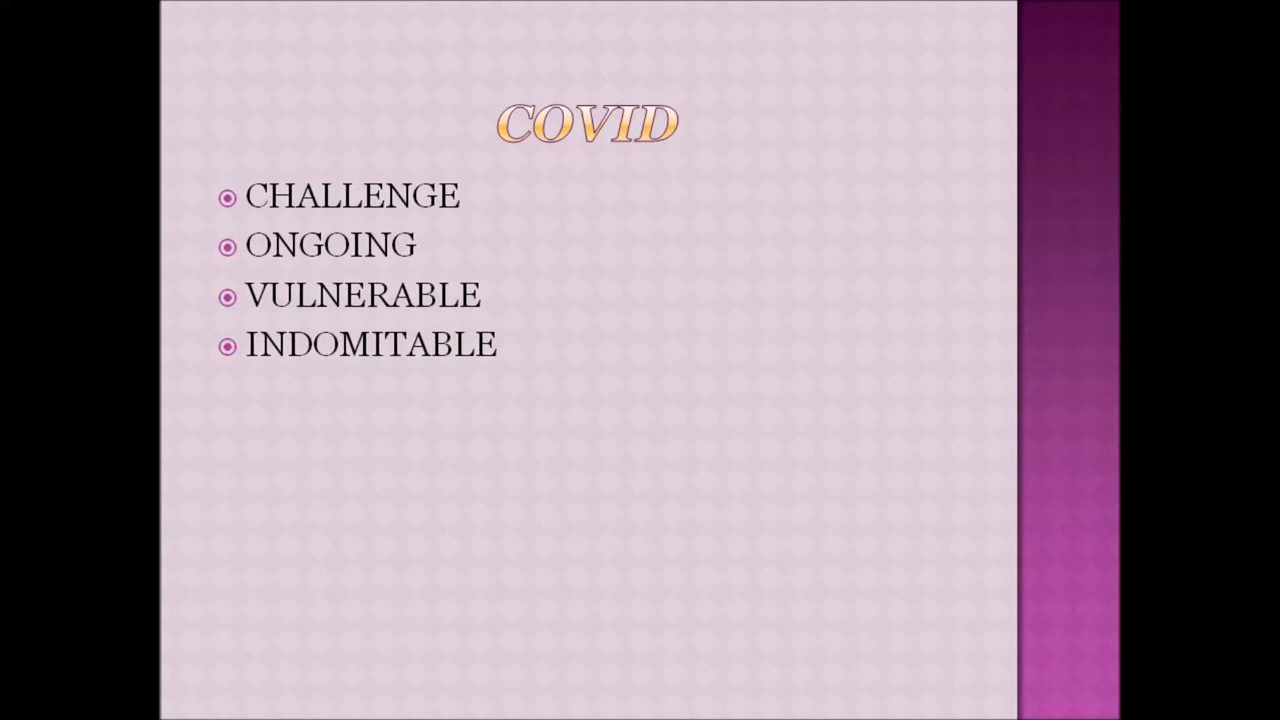 COVID
CHALLENGE
ONGOING
VULNERABLE
INDOMITABLE